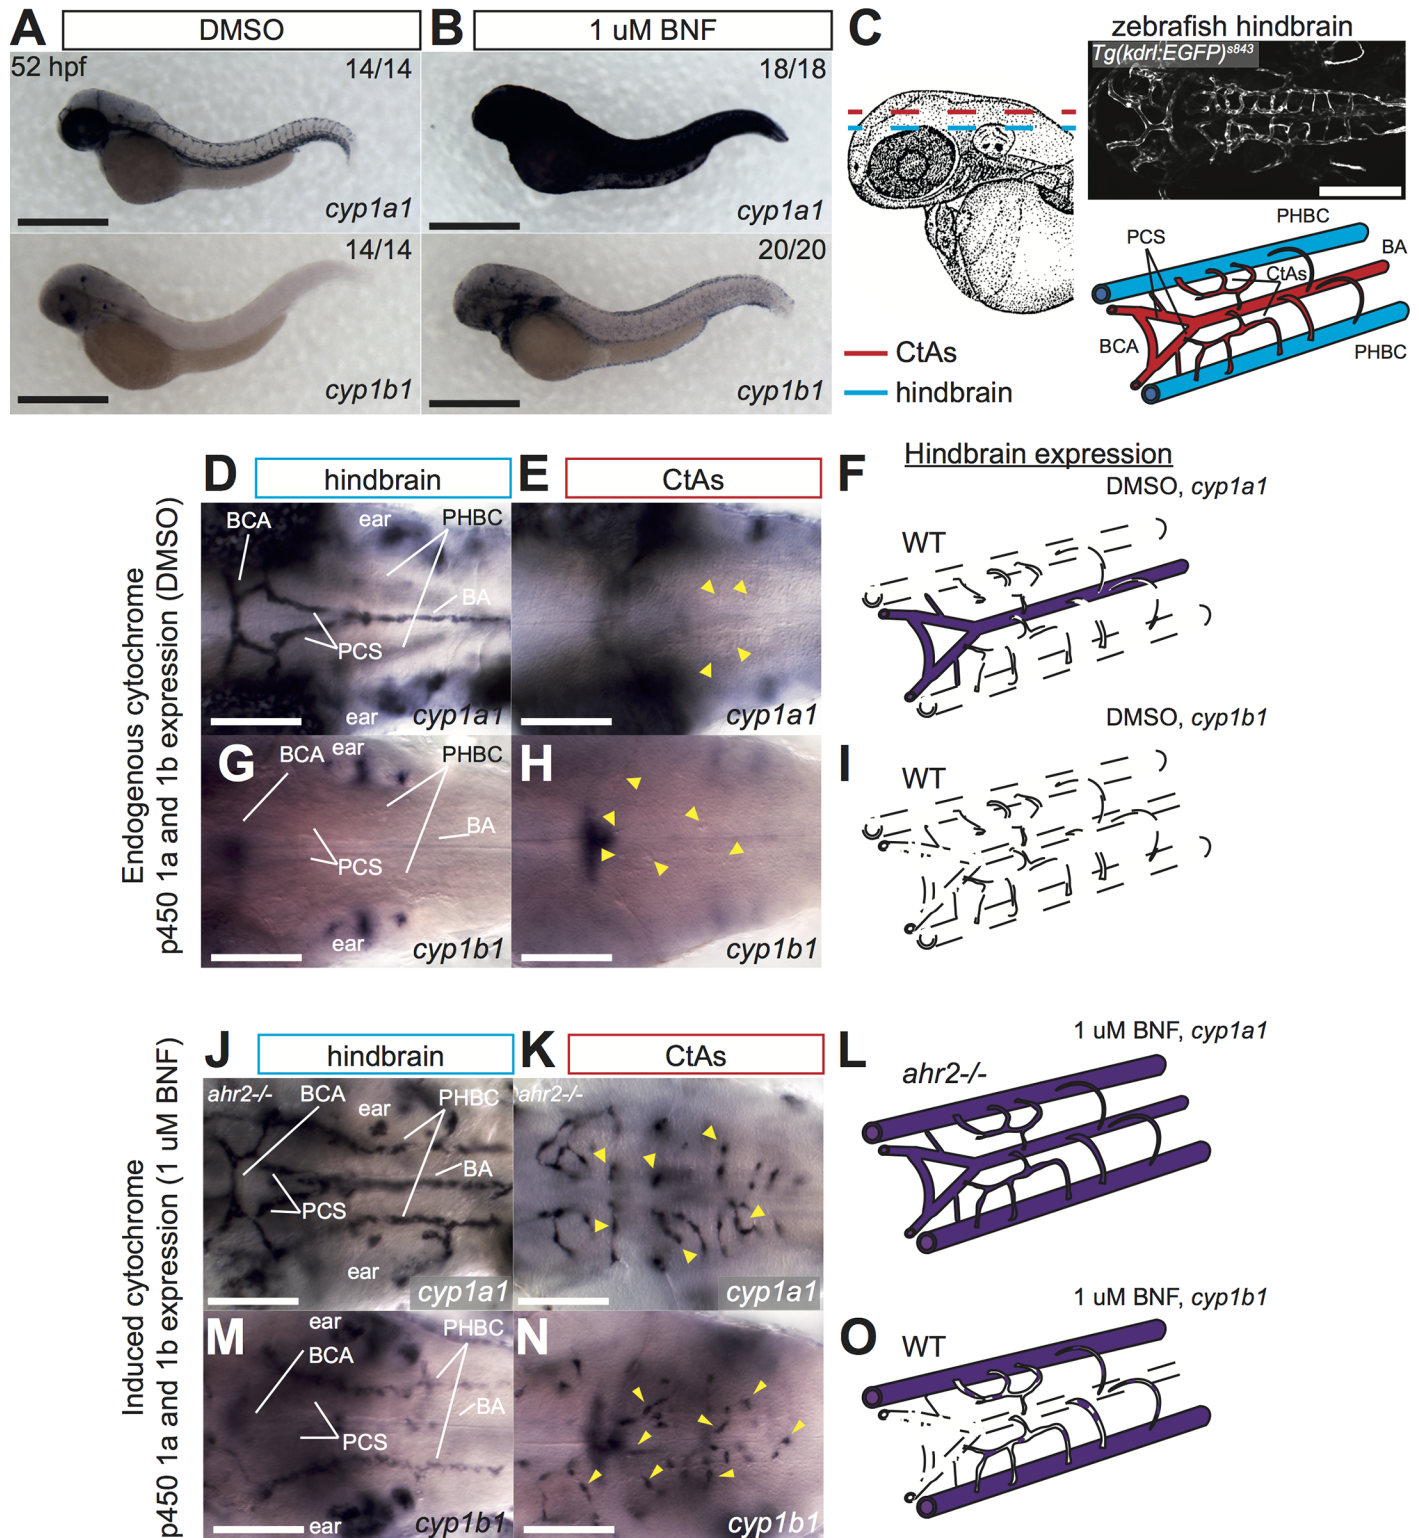 A
DMSO
B
1 uM BNF
52 hpf
14/14
18/18
cyp1a1
cyp1a1
14/14
20/20
cyp1b1
cyp1b1
C
zebrafish hindbrain
Tg(kdrl:EGFP)s843
CtAs
hindbrain
PHBC
PCS
BA
CtAs
BCA
PHBC
D
hindbrain
E
CtAs
F
Hindbrain expression
DMSO, cyp1a1
WT
Endogenous cytochrome
p450 1a and 1b expression (DMSO)
BCA
ear
PHBC
BA
PCS
ear
cyp1a1
cyp1a1
G
BCA
ear
PHBC
BA
PCS
ear
cyp1b1
H
cyp1b1
I
DMSO, cyp1b1
WT
Induced cytochrome
p450 1a and 1b expression (1 uM BNF)
J
hindbrain
K
CtAs
L
1 uM BNF, cyp1a1
ahr2-/-
ahr2-/-
BCA
ear
PHBC
BA
PCS
ear
cyp1a1
ahr2-/-
cyp1a1
M
ear
BCA
PHBC
BA
PCS
ear
cyp1b1
N
cyp1b1
O
1 uM BNF, cyp1b1
WT